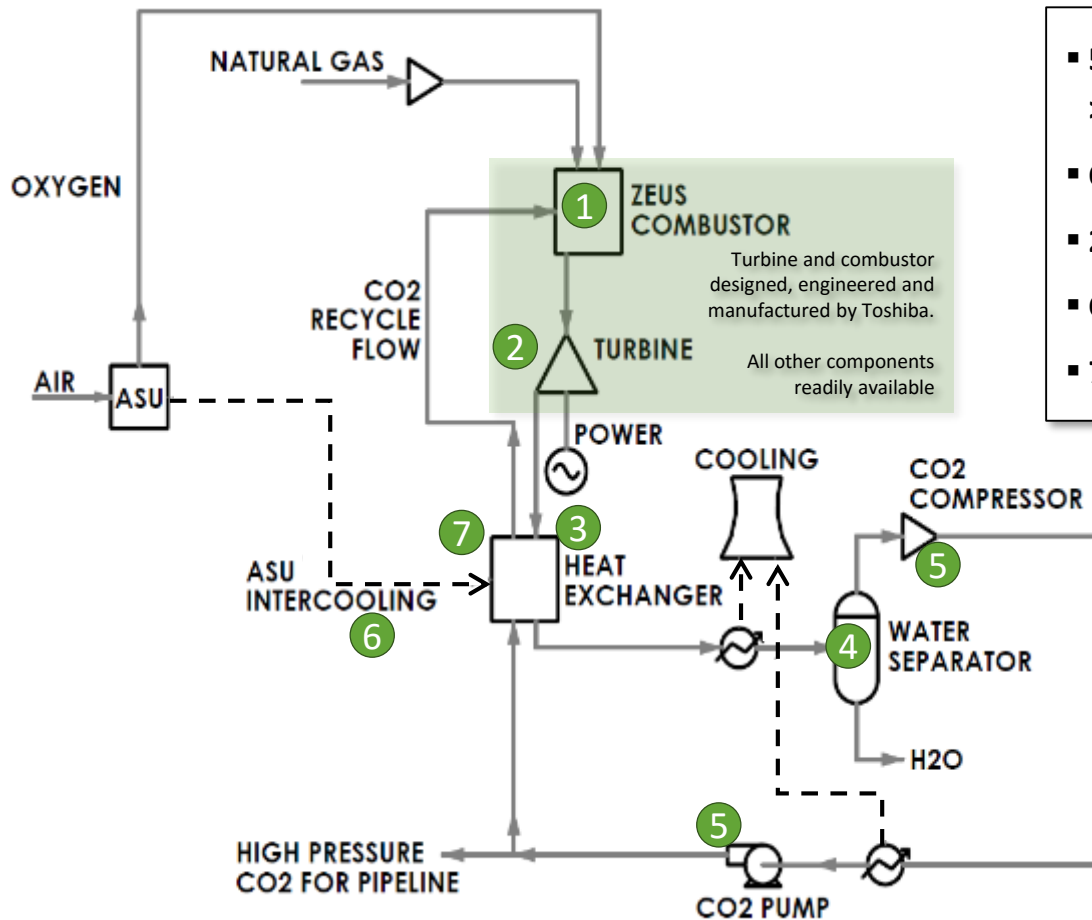 NATURAL GAS
OXYGEN
1
ZEUS
COMBUSTOR
Turbine and combustor
designed, engineered and
manufactured by Toshiba.
All other components
readily available
CO2
RECYCLE
FLOW
2
TURBINE
AIR
ASU
POWER
COOLING
CO2
COMPRESSOR
7
3
HEAT
EXCHANGER
5
ASU
INTERCOOLING
6
4
WATER
SEPARATOR
H2O
5
HIGH PRESSURE
CO2 FOR PIPELINE
CO2 PUMP